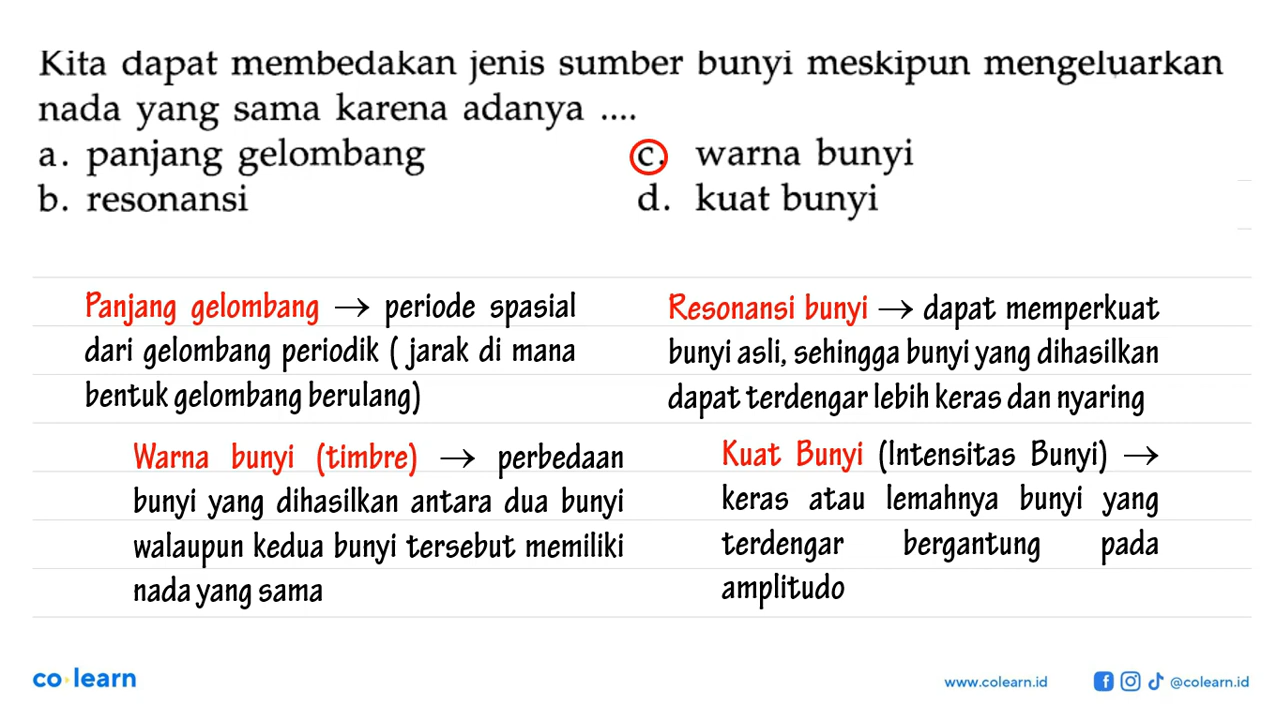 Kita dapat membedakan jenis sumber bunyi meskipun mengeluarkan
nada yang sama karena adanya ....
a. panjang gelombang
b. resonansi
c. warna bunyi
d. kuat bunyi
Panjang gelombang → periode spasial
dari gelombang periodik ( jarak di mana
bentuk gelombang berulang)
Resonansi bunyi → dapat memperkuat
bunyi asli, sehingga bunyi yang dihasilkan
dapat terdengar lebih keras dan nyaring
Warna bunyi (timbre) → perbedaan
bunyi yang dihasilkan antara dua bunyi
walaupun kedua bunyi tersebut memiliki
nada yang sama
Kuat Bunyi (Intensitas Bunyi) →
keras atau lemahnya bunyi yang
terdengar bergantung pada
amplitudo
co learn
www.colearn.id
@colearn.id